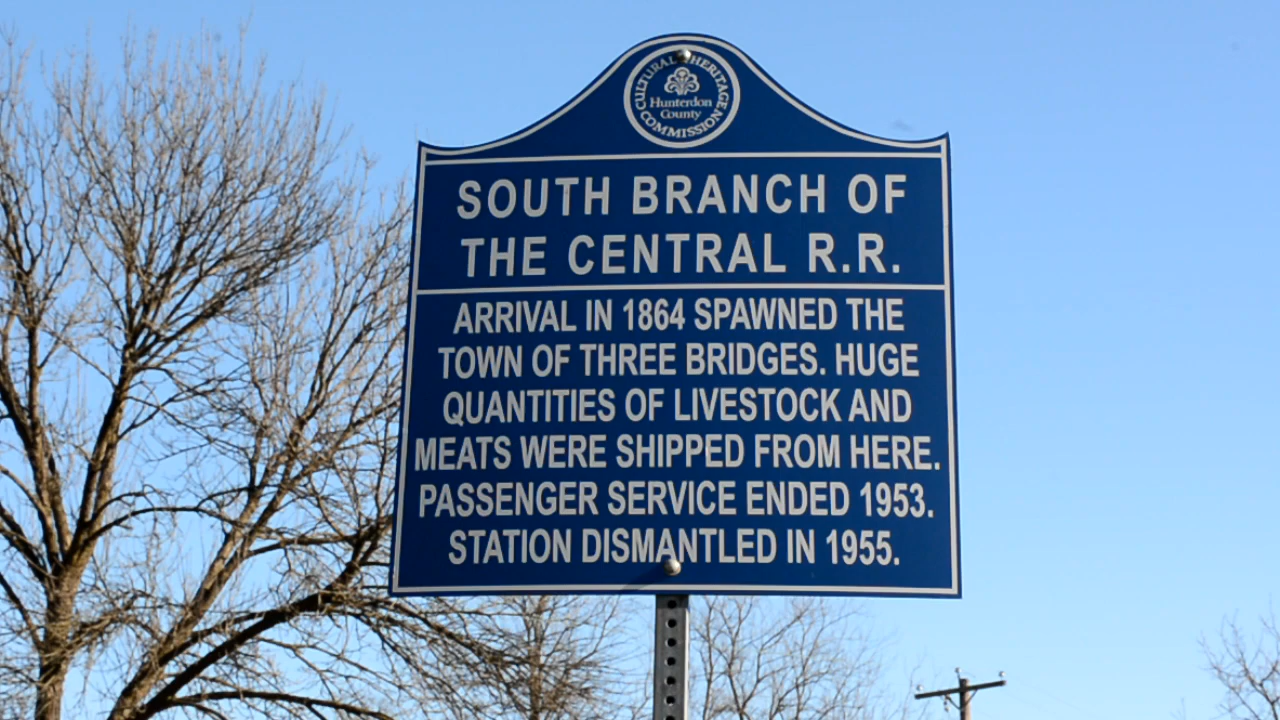 CULTURAL HERITAGE
Hunterdon
County
COMMISSION
SOUTH BRANCH OF
THE CENTRAL R.R.
ARRIVAL IN 1864 SPAWNED THE
TOWN OF THREE BRIDGES. HUGE
QUANTITIES OF LIVESTOCK AND
MEATS WERE SHIPPED FROM HERE.
PASSENGER SERVICE ENDED 1953.
STATION DISMANTLED IN 1955.